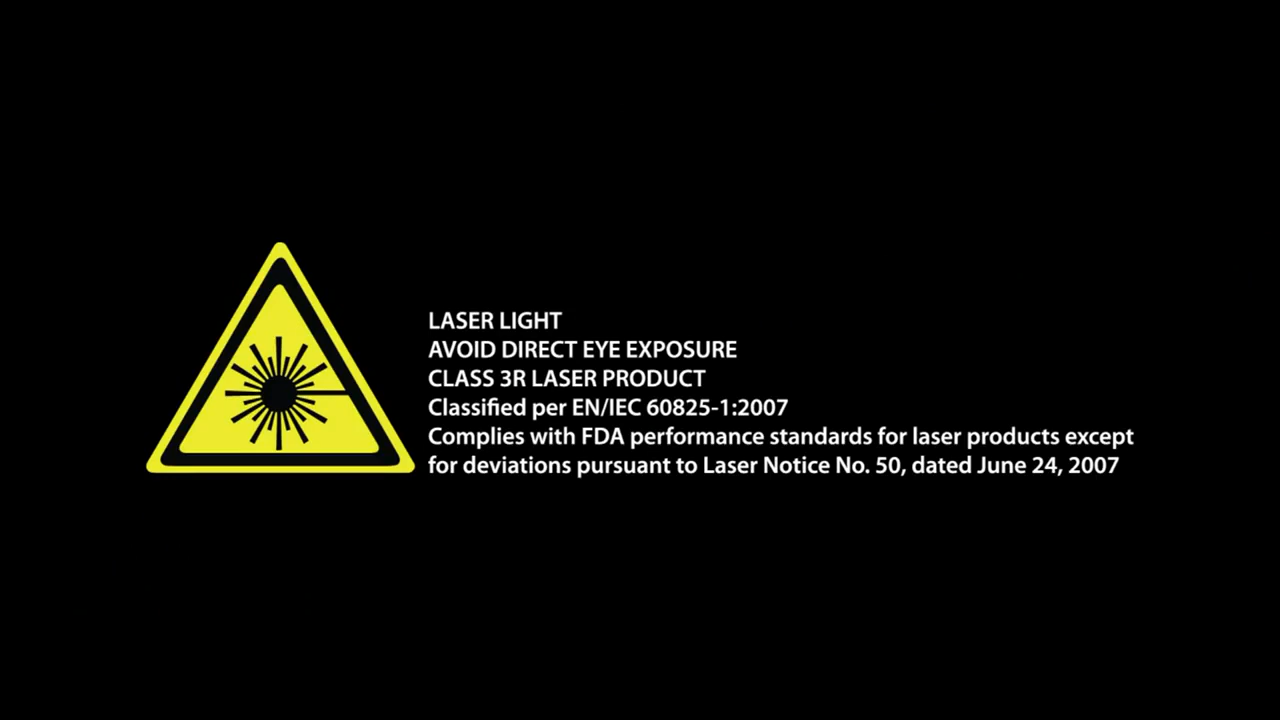 LASER LIGHT
AVOID DIRECT EYE EXPOSURE
CLASS 3R LASER PRODUCT
Classified per EN/IEC 60825-1:2007
Complies with FDA performance standards for laser products except
for deviations pursuant to Laser Notice No. 50, dated June 24, 2007